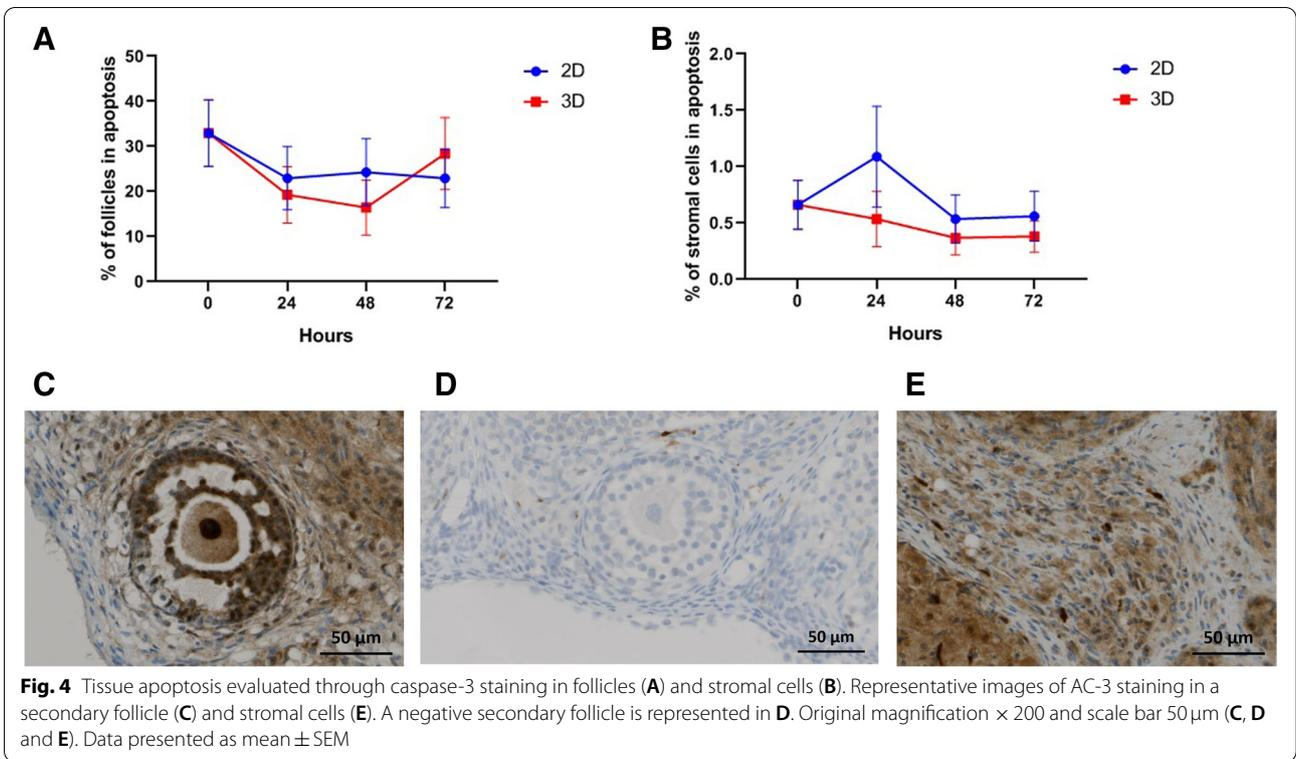 A
B
% of follicles in apoptosis
50
40
30
20
10
0
0 24 48 72
Hours
2D
3D
% of stromal cells in apoptosis
2.0
1.5
1.0
0.5
0.0
0 24 48 72
Hours
2D
3D
C
D
E
50 µm
50 µm
50 µm
Fig. 4 Tissue apoptosis evaluated through caspase-3 staining in follicles (A) and stromal cells (B). Representative images of AC-3 staining in a
secondary follicle (C) and stromal cells (E). A negative secondary follicle is represented in D. Original magnification × 200 and scale bar 50 µm (C, D
and E). Data presented as mean ± SEM